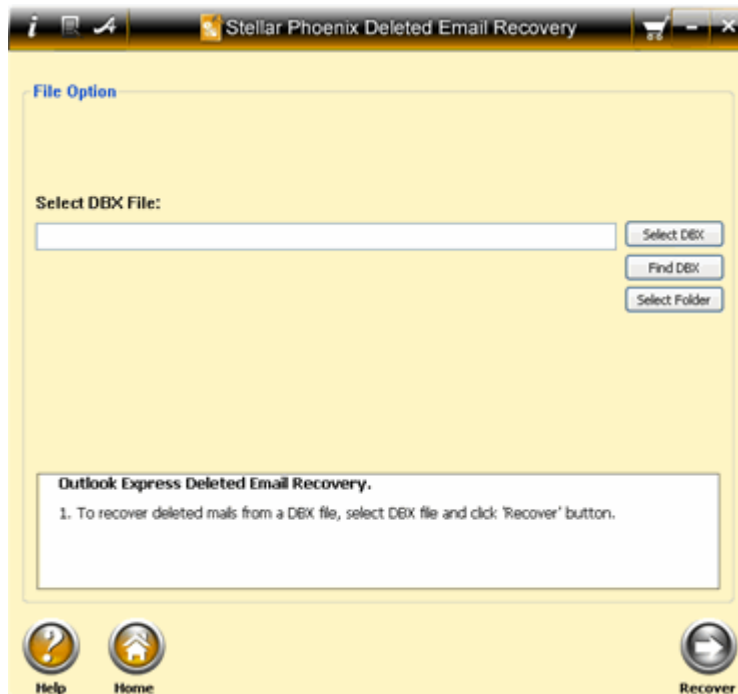 Stellar Phoenix Deleted Email Recovery
File Option
Select DBX File:
Select DBX
Find DBX
Select Folder
Outlook Express Deleted Email Recovery.
1. To recover deleted mails from a DBX file, select DBX file and click 'Recover' button.
Help
Home
Recover